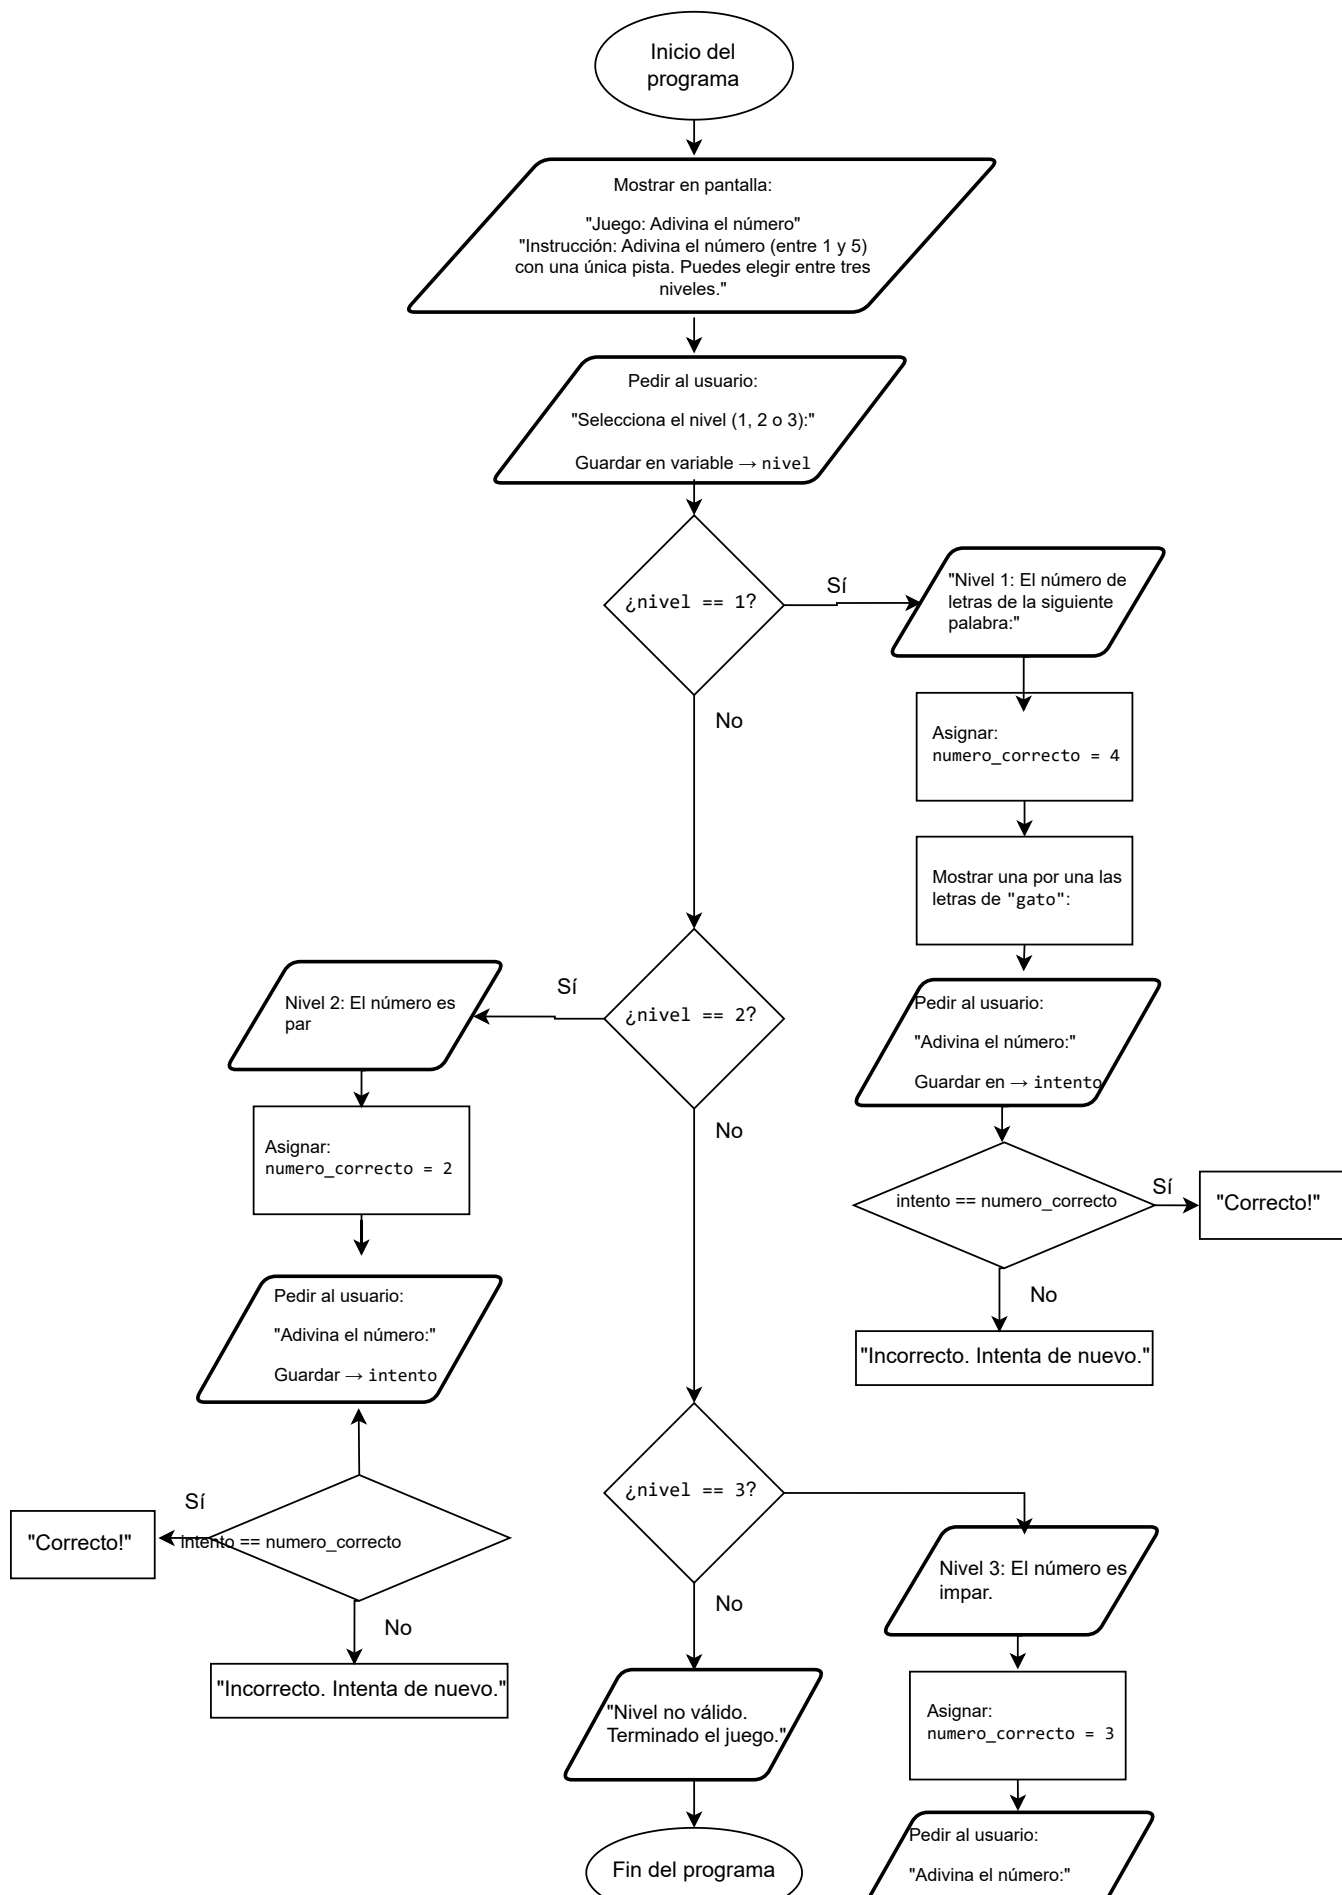 Inicio del
programa
Mostrar en pantalla:
"Juego: Adivina el número"
"Instrucción: Adivina el número (entre 1 y 5)
con una única pista. Puedes elegir entre tres
niveles."
Pedir al usuario:
"Selecciona el nivel (1, 2 o 3):"
Guardar en variable → nivel
¿nivel == 1?
Sí
"Nivel 1: El número de
letras de la siguiente
palabra:"
No
Asignar:
numero_correcto = 4
Mostrar una por una las
letras de "gato":
Pedir al usuario:
"Adivina el número:"
Guardar en → intento
intento == numero_correcto
Sí
"Correcto!"
No
"Incorrecto. Intenta de nuevo."
¿nivel == 2?
Sí
Nivel 2: El número es
par
No
Asignar:
numero_correcto = 2
Pedir al usuario:
"Adivina el número:"
Guardar → intento
intento == numero_correcto
Sí
"Correcto!"
No
"Incorrecto. Intenta de nuevo."
¿nivel == 3?
Nivel 3: El número es
impar.
No
Asignar:
numero_correcto = 3
"Nivel no válido.
Terminado el juego."
Pedir al usuario:
"Adivina el número:"
Fin del programa